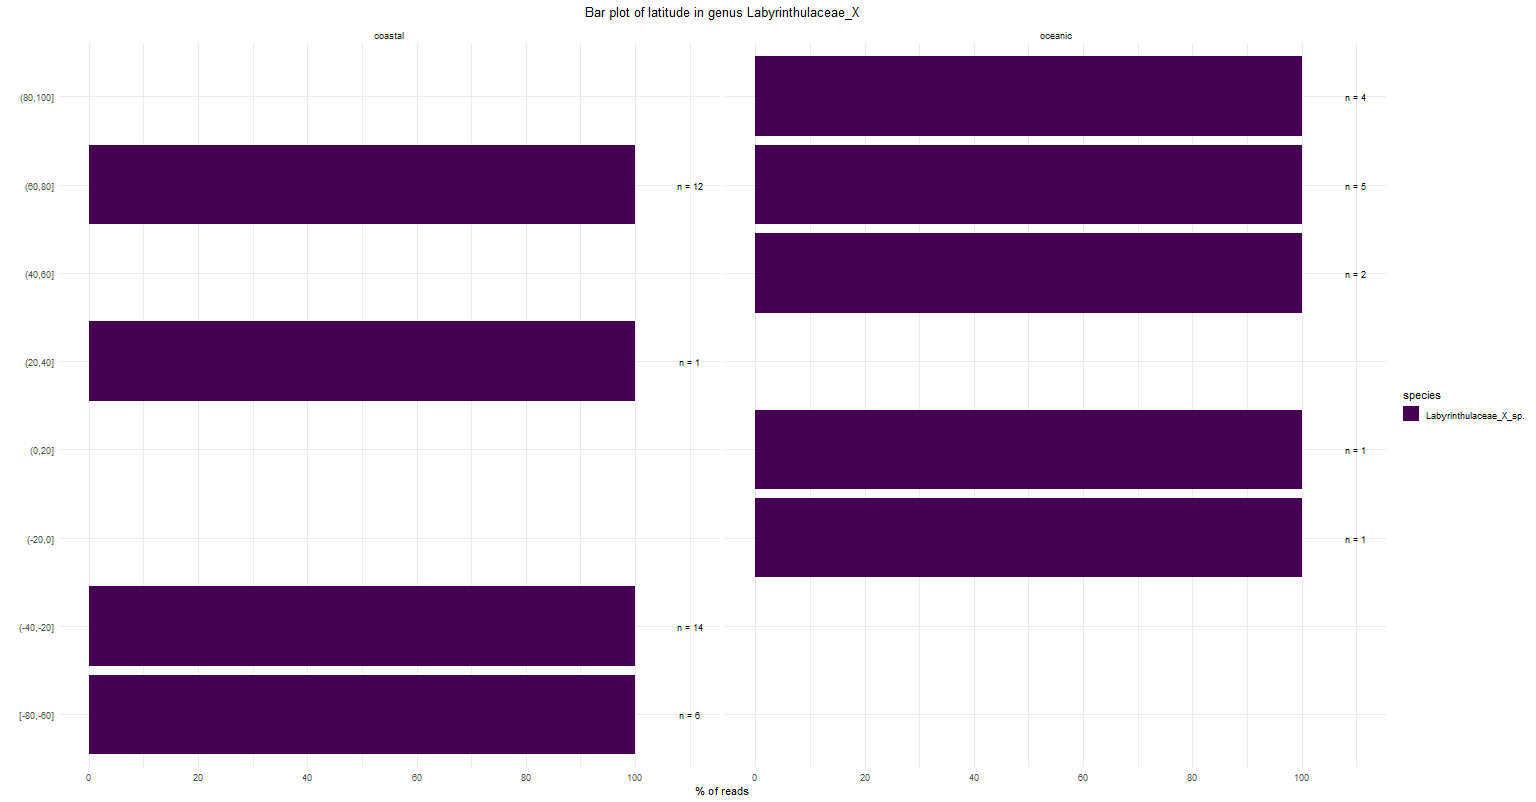 Bar plot of latitude in genus Labyrinthulaceae_X
coastal
oceanic
(80,100]
n = 4
(60,80]
n = 12
n = 5
(40,60]
n = 2
(20,40]
n = 1
(0,20]
n = 1
(-20,0]
n = 1
(-40,-20]
n = 14
[-80,-60]
n = 6
0 20 40 60 80 100
0 20 40 60 80 100
% of reads
species
Labyrinthulaceae_X_sp.